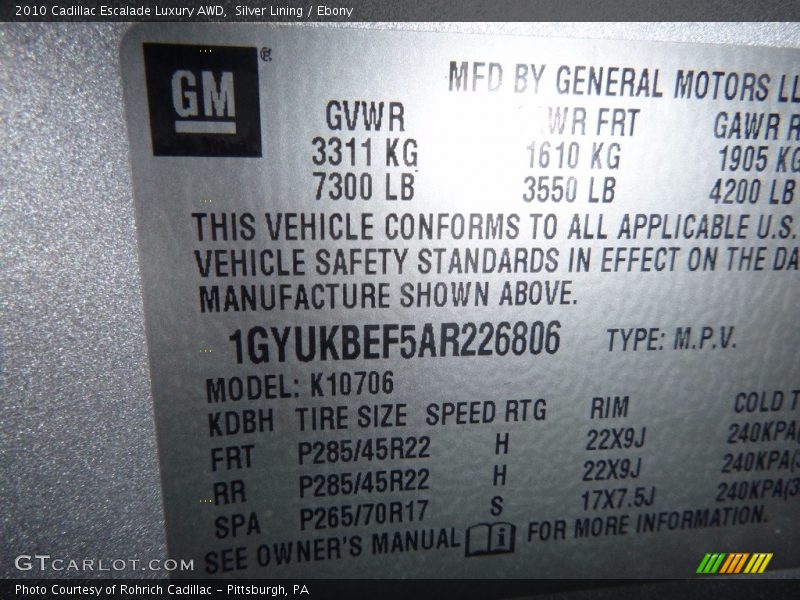 2010 Cadillac Escalade Luxury AWD, Silver Lining / Ebony
GM ®
MFD BY GENERAL MOTORS
GVWR WR FRT GAWR
3311 KG 1610 KG 1905 KG
7300 LB 3550 LB 4200 LB
THIS VEHICLE CONFORMS TO ALL APPLICABLE U.S.
VEHICLE SAFETY STANDARDS IN EFFECT ON THE DA
MANUFACTURE SHOWN ABOVE.
1GYUKBEF5AR226806 TYPE: M.P.V.
MODEL: K10706
KDBH TIRE SIZE SPEED RTG RIM COLD T
FRT P285/45R22 H 22X9J 240KPA(
RR P285/45R22 H 22X9J 240KPA(3
SPA P265/70R17 S 17X7.5J 240KPA(3
SEE OWNER'S MANUAL i FOR MORE INFORMATION.
GTCARLOT.COM
Photo Courtesy of Rohrich Cadillac - Pittsburgh, PA